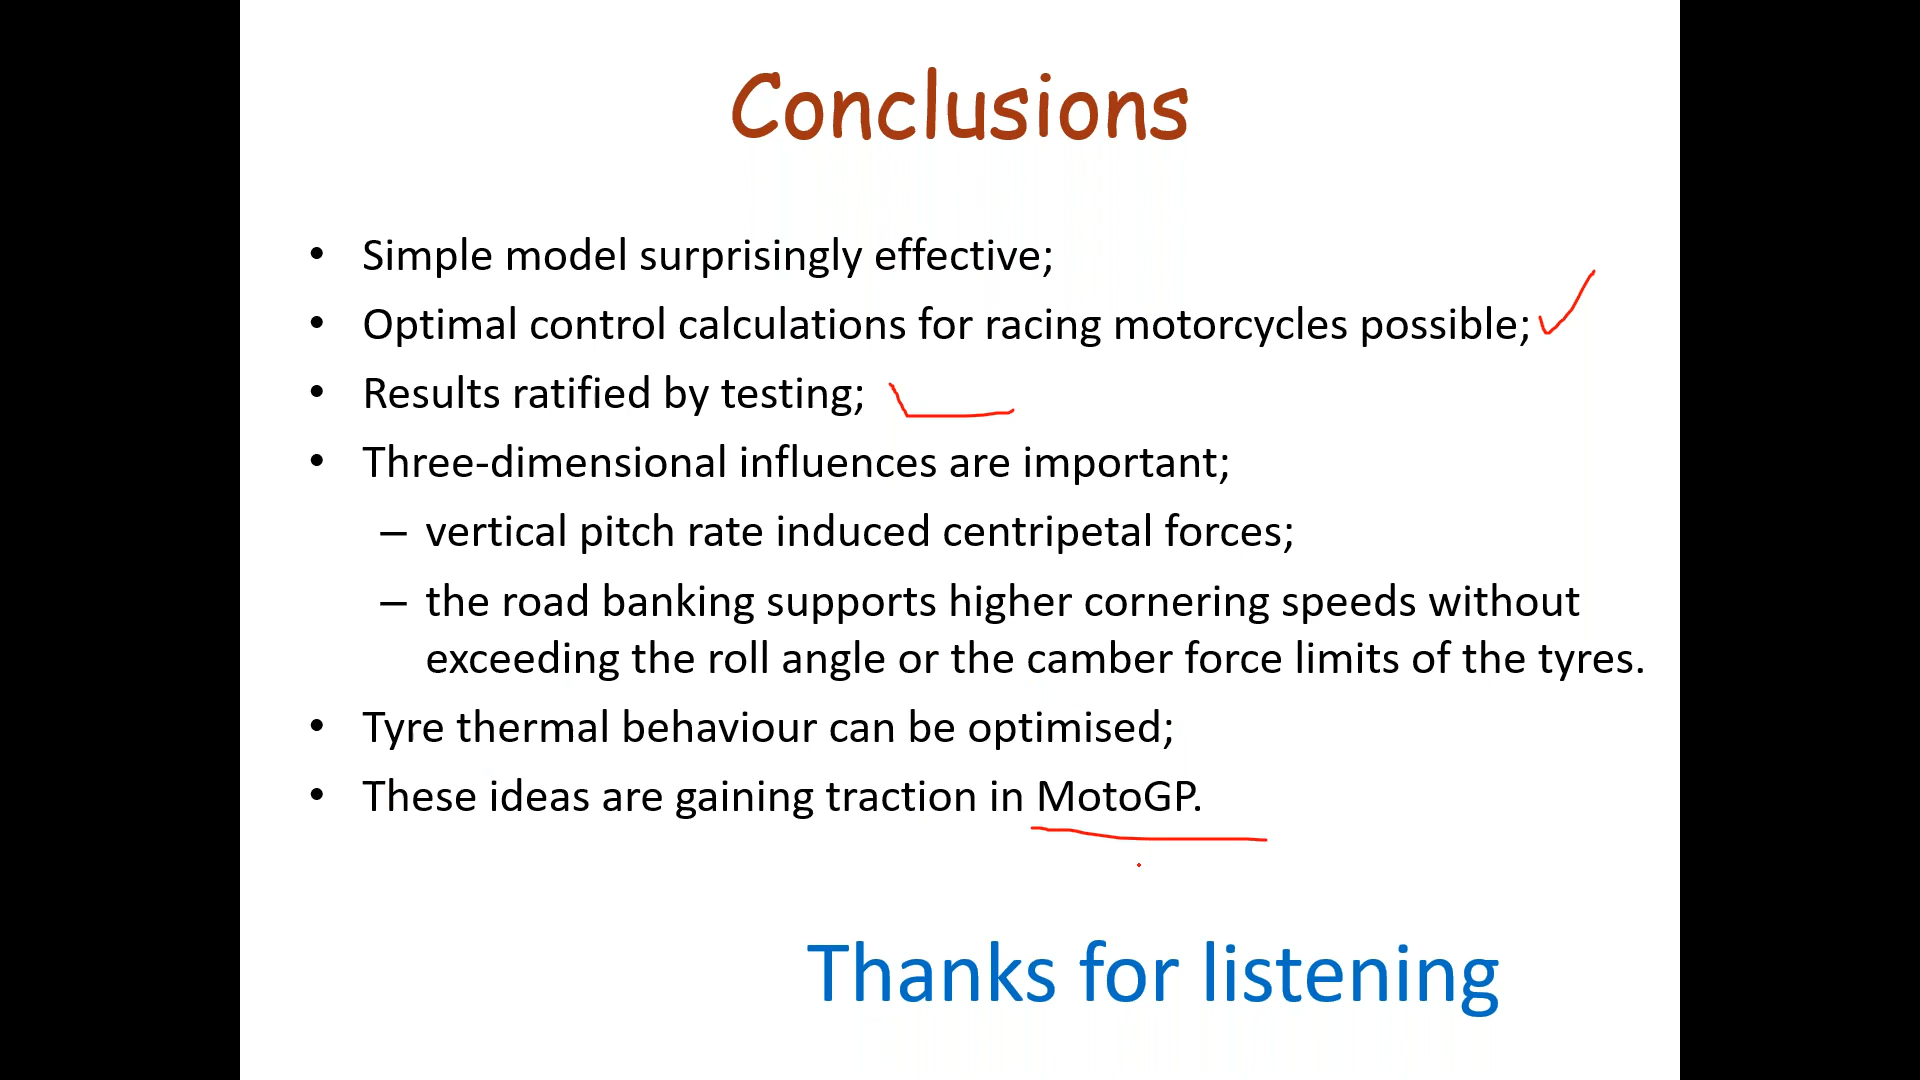 Conclusions
• Simple model surprisingly effective;
• Optimal control calculations for racing motorcycles possible;
• Results ratified by testing;
• Three-dimensional influences are important;
– vertical pitch rate induced centripetal forces;
– the road banking supports higher cornering speeds without
exceeding the roll angle or the camber force limits of the tyres.
• Tyre thermal behaviour can be optimised;
• These ideas are gaining traction in MotoGP.
Thanks for listening